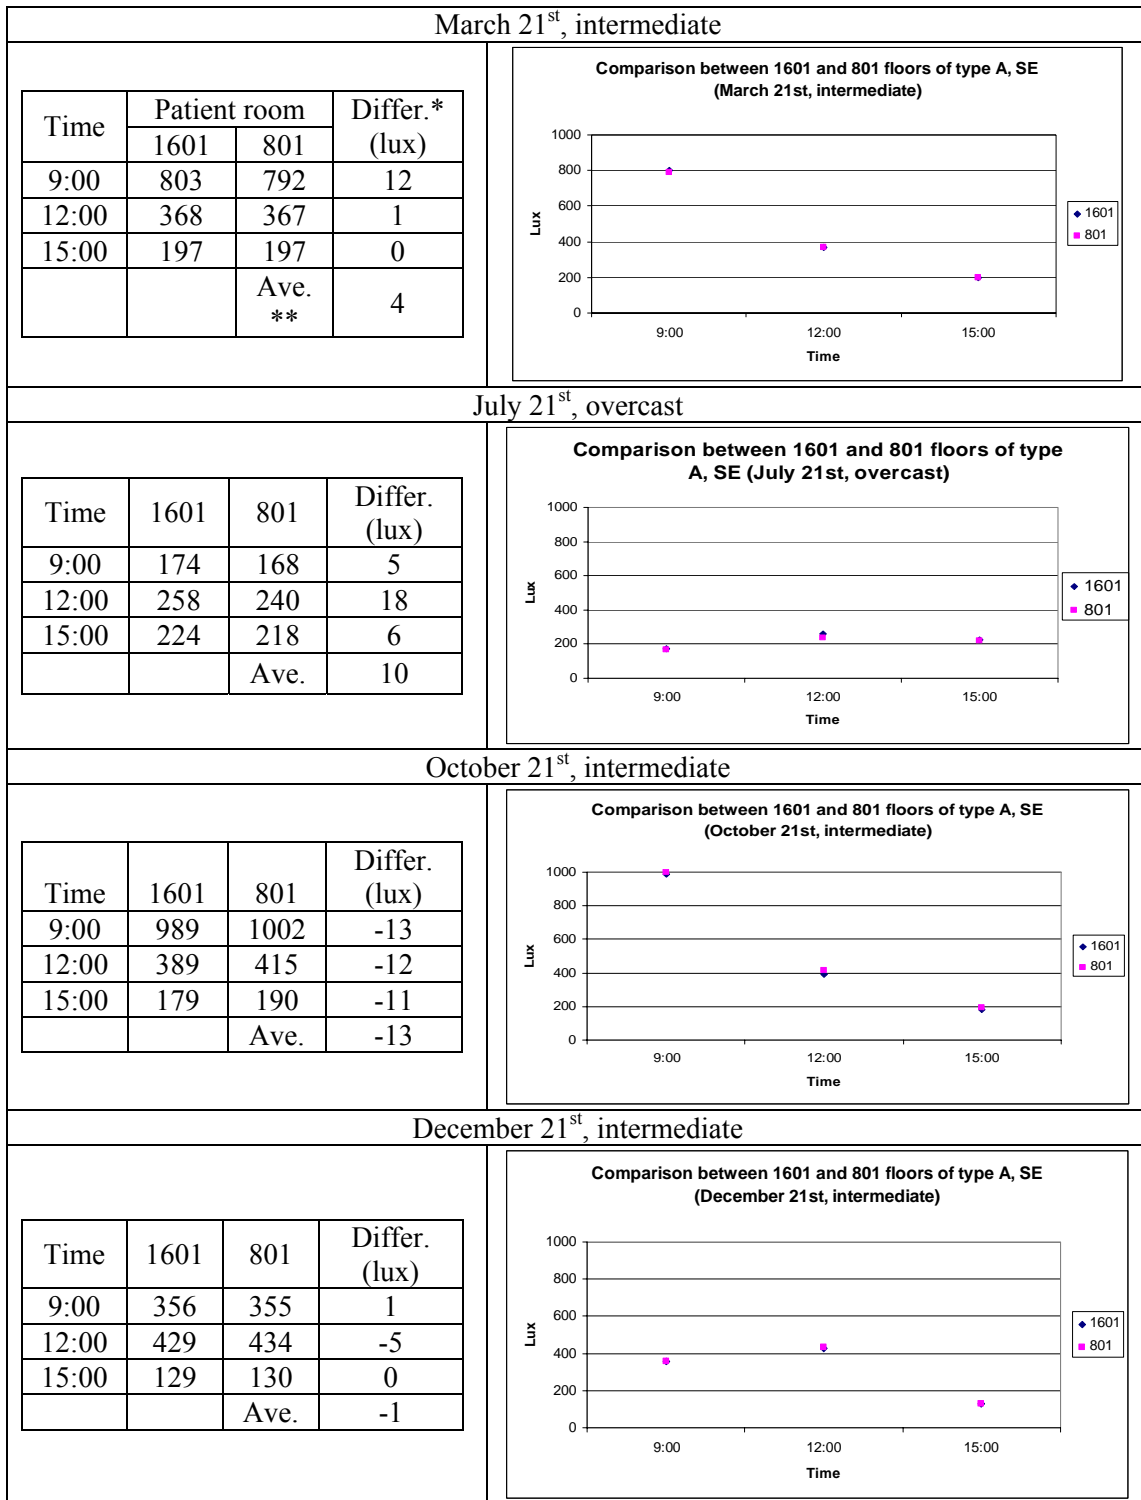 March 21st, intermediate
Time Patient room Differ.*
1601 801 (lux)
9:00 803 792 12
12:00 368 367 1
15:00 197 197 0
Ave. ** 4
Comparison between 1601 and 801 floors of type A, SE
(March 21st, intermediate)
1000
800
600
400
200
0
Lux
9:00 12:00 15:00
Time
1601
801
July 21st, overcast
Time 1601 801 Differ. (lux)
9:00 174 168 5
12:00 258 240 18
15:00 224 218 6
Ave. 10
Comparison between 1601 and 801 floors of type
A, SE (July 21st, overcast)
1000
800
600
400
200
0
Lux
9:00 12:00 15:00
Time
1601
801
October 21st, intermediate
Time 1601 801 Differ. (lux)
9:00 989 1002 -13
12:00 389 415 -12
15:00 179 190 -11
Ave. -13
Comparison between 1601 and 801 floors of type A, SE
(October 21st, intermediate)
1000
800
600
400
200
0
Lux
9:00 12:00 15:00
Time
1601
801
December 21st, intermediate
Time 1601 801 Differ. (lux)
9:00 356 355 1
12:00 429 434 -5
15:00 129 130 0
Ave. -1
Comparison between 1601 and 801 floors of type A, SE
(December 21st, intermediate)
1000
800
600
400
200
0
Lux
9:00 12:00 15:00
Time
1601
801